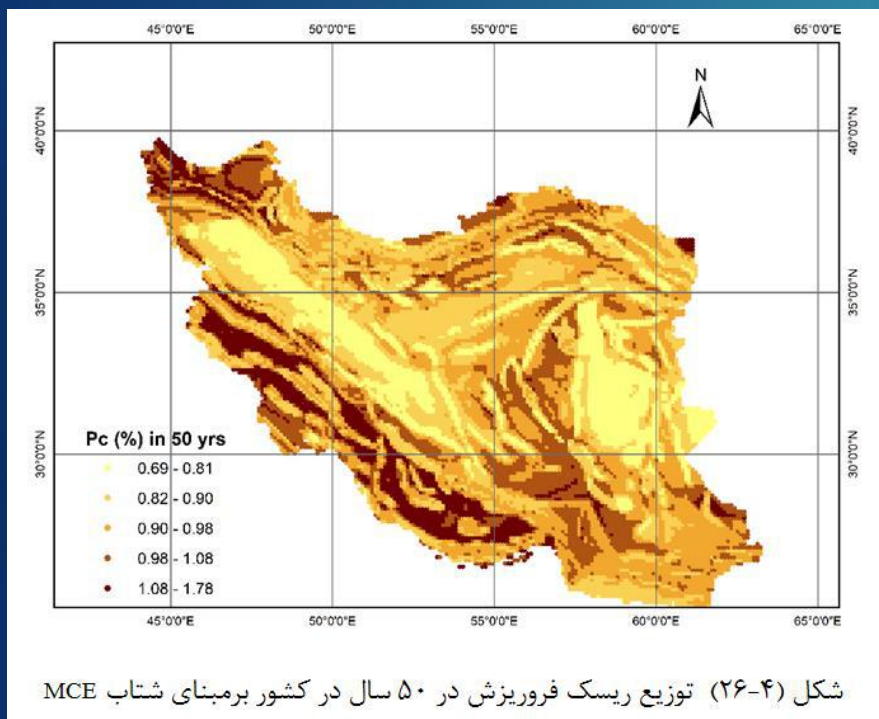 45°0'0"E 50°0'0"E 55°0'0"E 60°0'0"E 65°0'0"E
N
40°0'0"N 40°0'0"N
35°0'0"N 35°0'0"N
30°0'0"N 30°0'0"N
Pc (%) in 50 yrs
0.69 - 0.81
0.82 - 0.90
0.90 - 0.98
0.98 - 1.08
1.08 - 1.78
45°0'0"E 50°0'0"E 55°0'0"E 60°0'0"E 65°0'0"E
شکل (۴-۲۶) توزیع ریسک فروریزش در ۵۰ سال در کشور برمبنای شتاب MCE